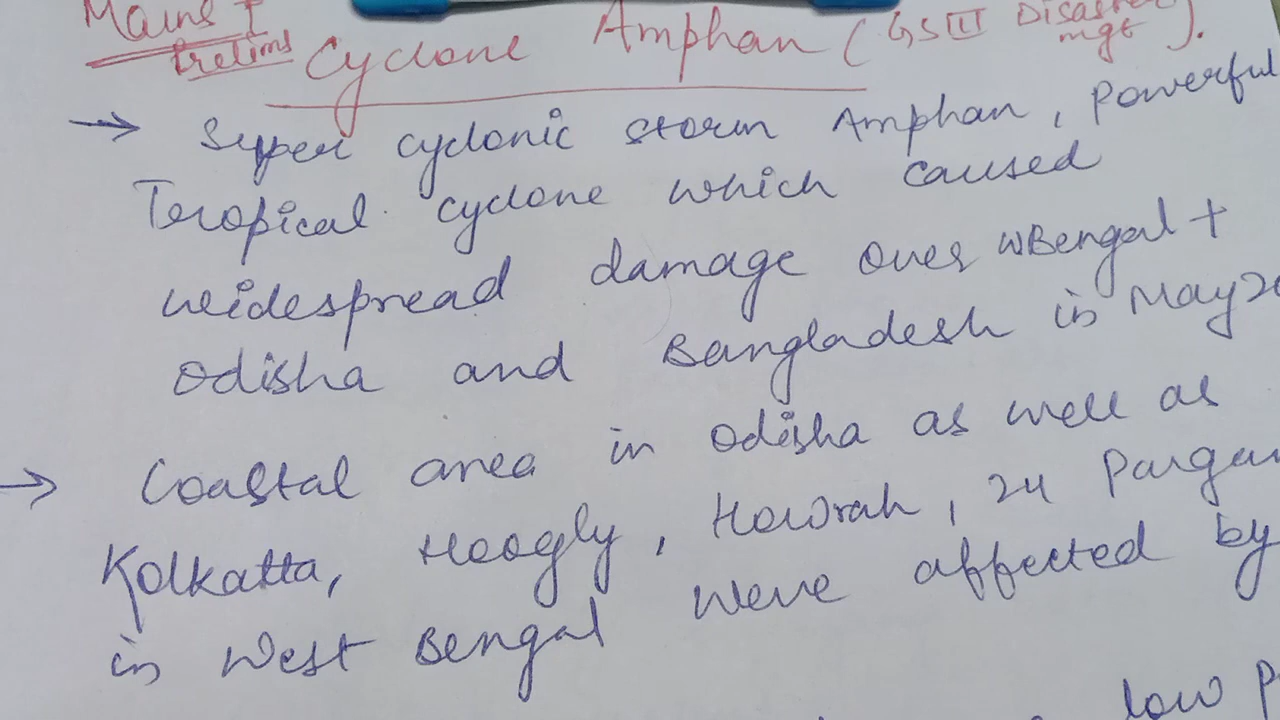 Mains I
Prelims
Cyclone Amphan (GS III Disaster
mgt).
→ Super cyclonic storm Amphan, Powerful
Tropical cyclone which caused
widespread damage over WBengal +
Odisha and Bangladesh in May 20
→ Coastal area in Odisha as well as
Kolkatta, Hoogly, Howrah, 24 Pargan
in West Bengal were affected by
low P